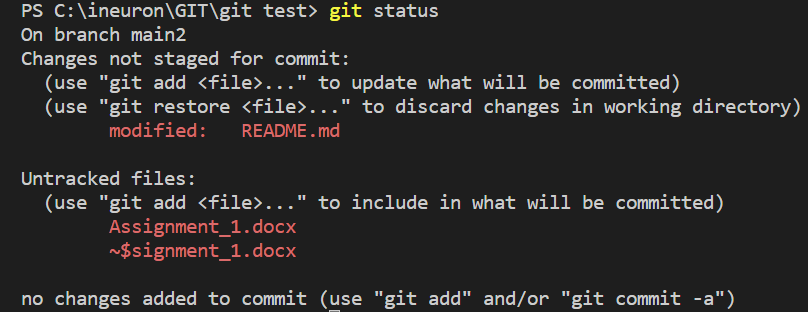 PS C:\ineuron\GIT\git test> git status
On branch main2
Changes not staged for commit:
  (use "git add <file>..." to update what will be committed)
  (use "git restore <file>..." to discard changes in working directory)
        modified:   README.md

Untracked files:
  (use "git add <file>..." to include in what will be committed)
        Assignment_1.docx
        ~$signment_1.docx

no changes added to commit (use "git add" and/or "git commit -a")